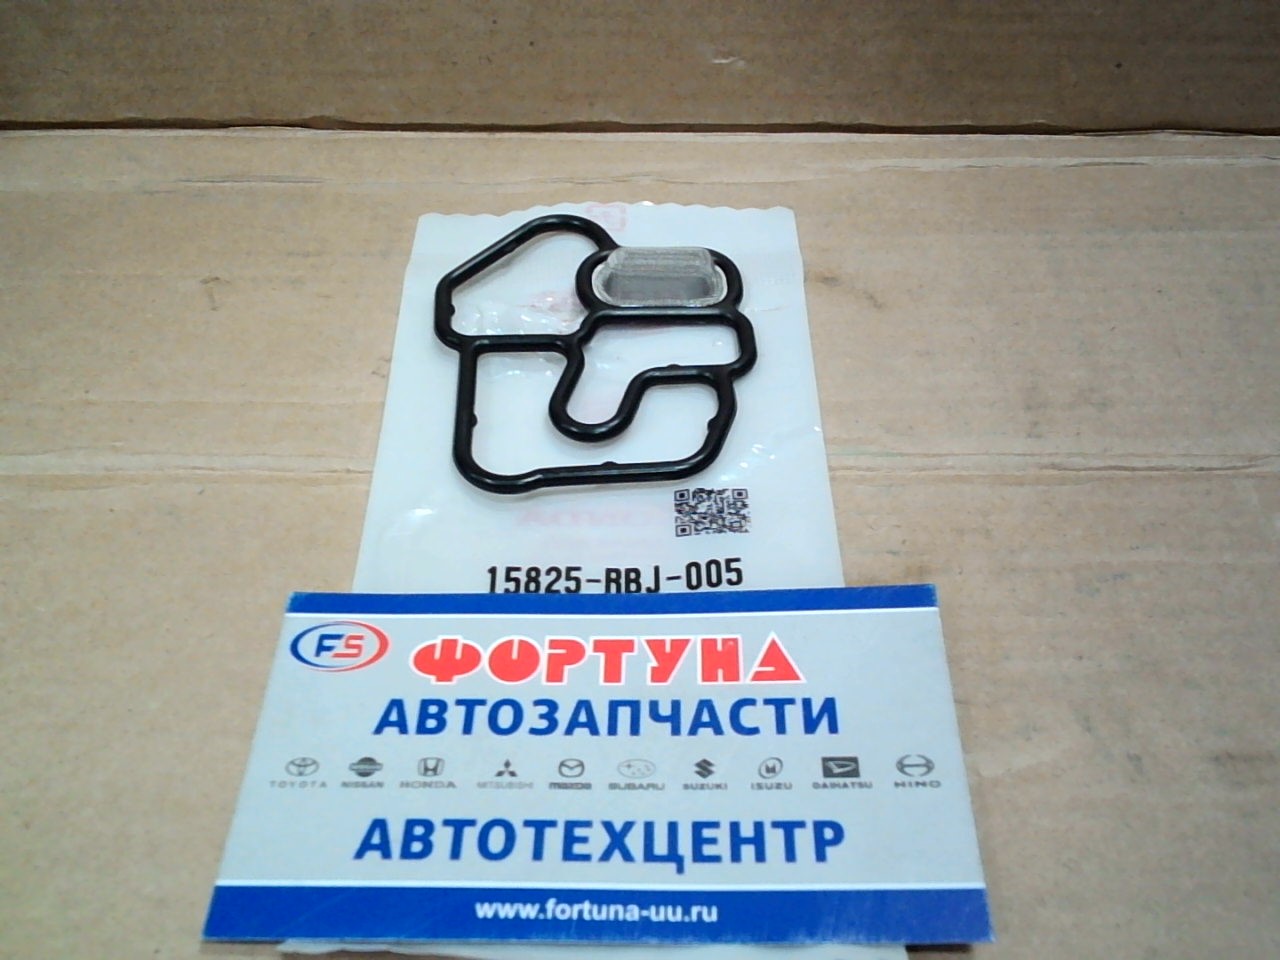 15825-RBJ-005
FS ФОРТУНА
АВТОЗАПЧАСТИ
TOYOTA NISSAN HONDA MITSUBISHI mazda SUBARU SUZUKI ISUZU DAIHATSU HINO
АВТОТЕХЦЕНТР
www.fortuna-uu.ru